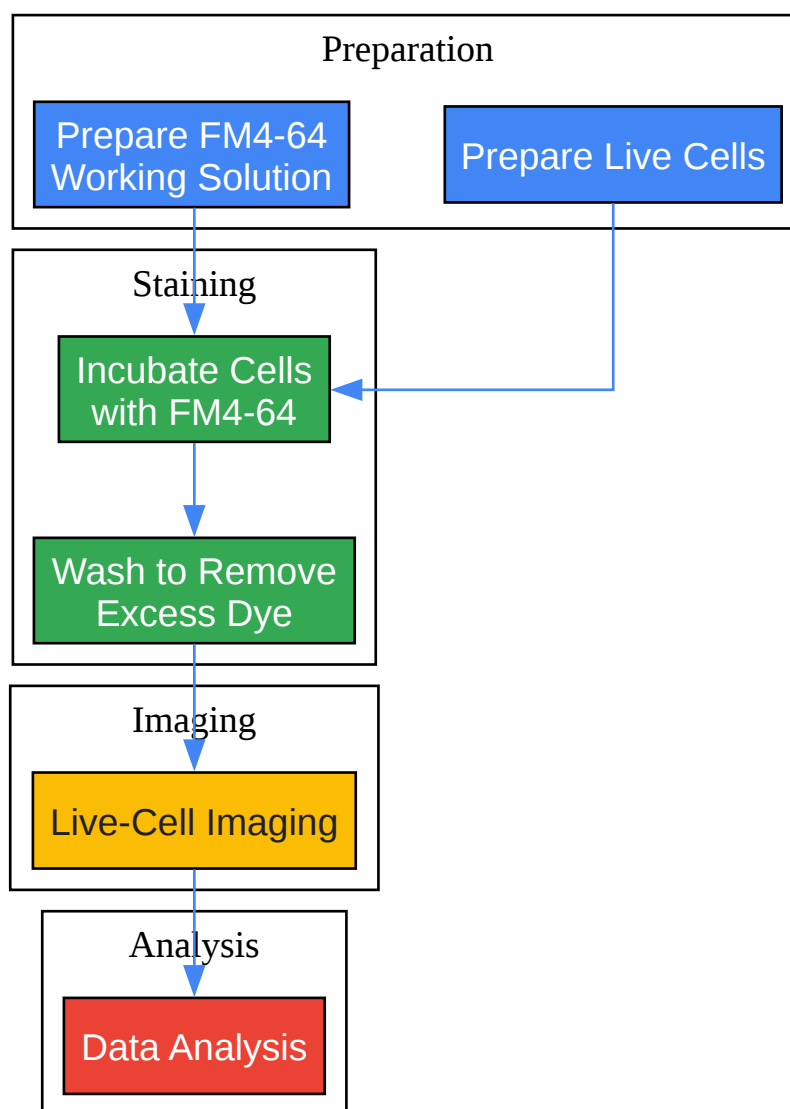 Preparation
Prepare FM4-64
Working Solution
Prepare Live Cells
Staining
Incubate Cells
with FM4-64
Wash to Remove
Excess Dye
Imaging
Live-Cell Imaging
Analysis
Data Analysis